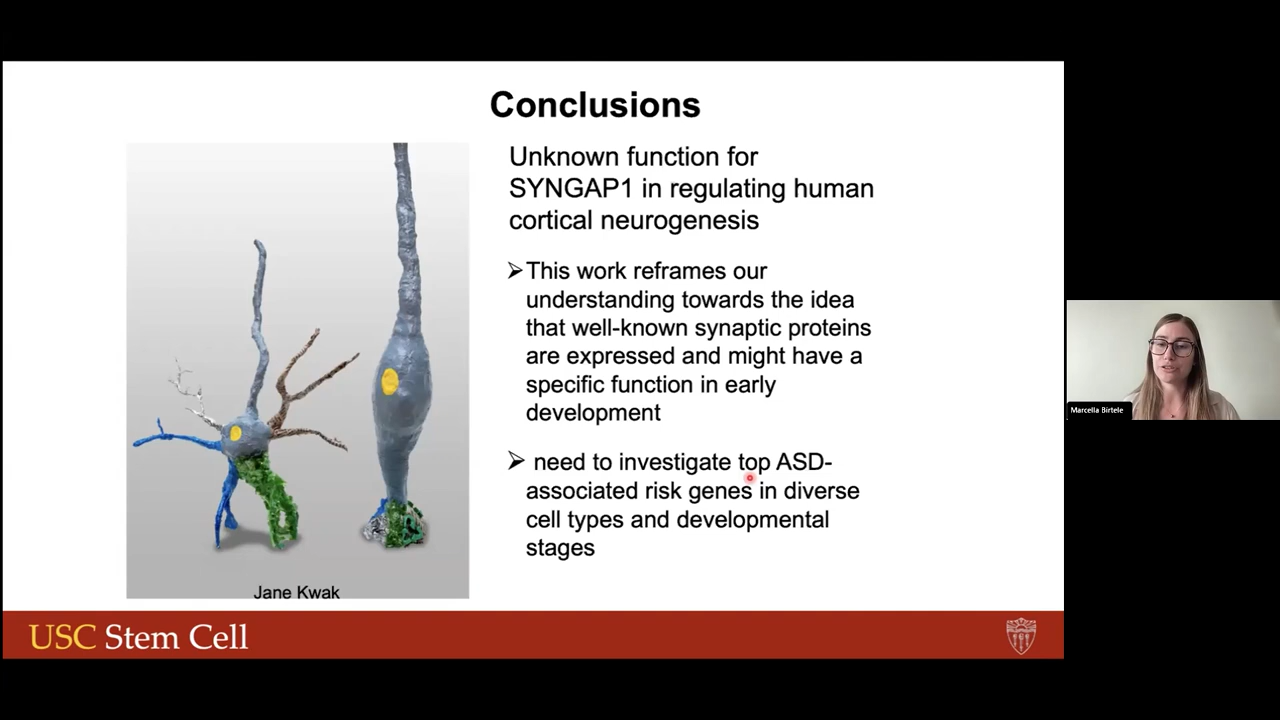 Conclusions
Unknown function for
SYNGAP1 in regulating human
cortical neurogenesis
➢This work reframes our
understanding towards the idea
that well-known synaptic proteins
are expressed and might have a
specific function in early
development
➢ need to investigate top ASD-
associated risk genes in diverse
cell types and developmental
stages
Jane Kwak
USC Stem Cell
Marcella Birtele